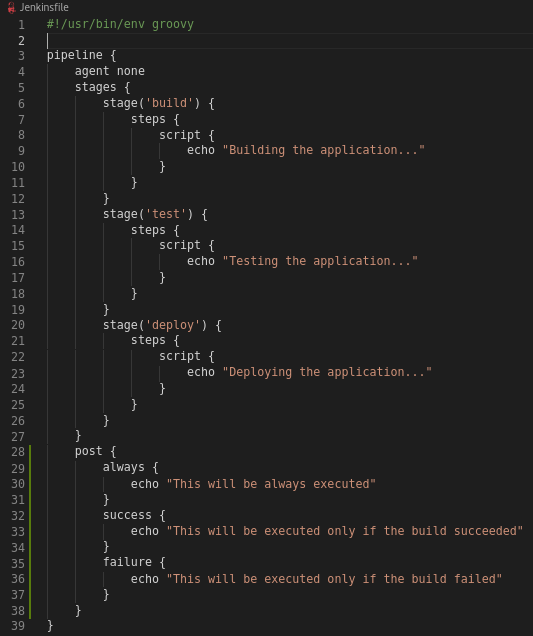 Jenkinsfile
1 #!/usr/bin/env groovy
2
3 pipeline {
4     agent none
5     stages {
6         stage('build') {
7             steps {
8                 script {
9                     echo "Building the application..."
10                 }
11             }
12         }
13         stage('test') {
14             steps {
15                 script {
16                     echo "Testing the application..."
17                 }
18             }
19         }
20         stage('deploy') {
21             steps {
22                 script {
23                     echo "Deploying the application..."
24                 }
25             }
26         }
27     }
28     post {
29         always {
30             echo "This will be always executed"
31         }
32         success {
33             echo "This will be executed only if the build succeeded"
34         }
35         failure {
36             echo "This will be executed only if the build failed"
37         }
38     }
39 }